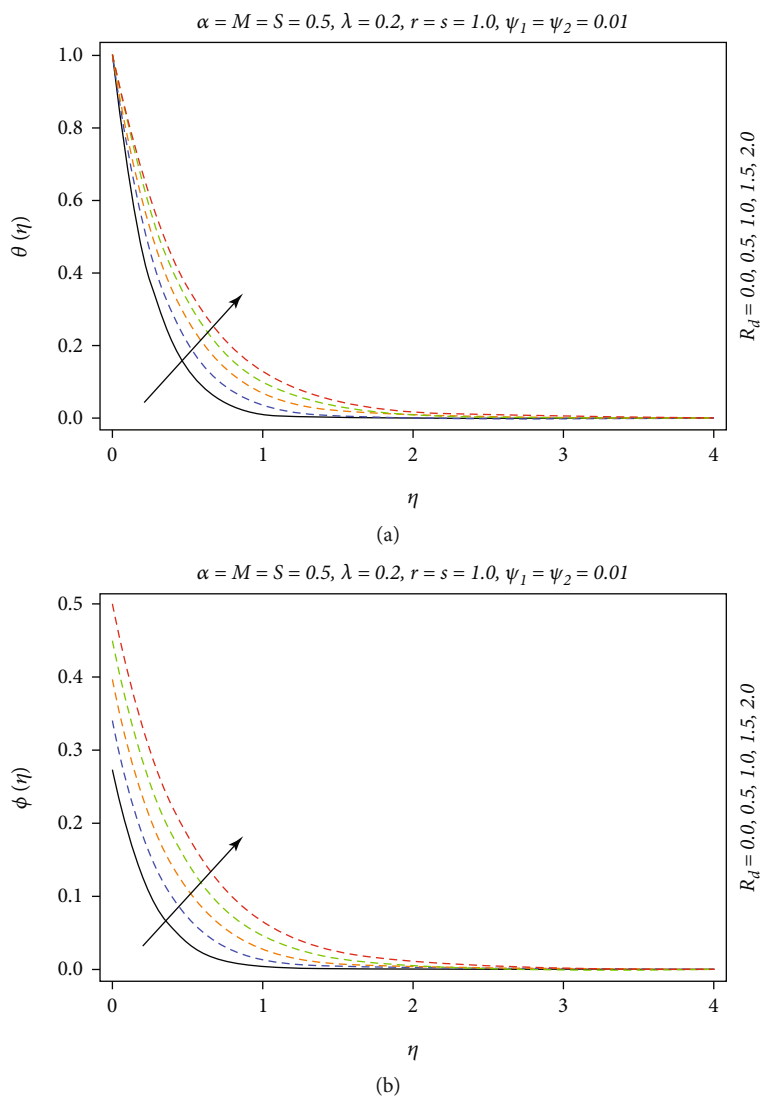 α = M = S = 0.5, λ = 0.2, r = s = 1.0, ψ₁ = ψ₂ = 0.01
1.0
0.8
0.6
0.4
0.2
0.0
θ (η)
R_d = 0.0, 0.5, 1.0, 1.5, 2.0
0 1 2 3 4
η
(a)
α = M = S = 0.5, λ = 0.2, r = s = 1.0, ψ₁ = ψ₂ = 0.01
0.5
0.4
0.3
0.2
0.1
0.0
ϕ (η)
R_d = 0.0, 0.5, 1.0, 1.5, 2.0
0 1 2 3 4
η
(b)